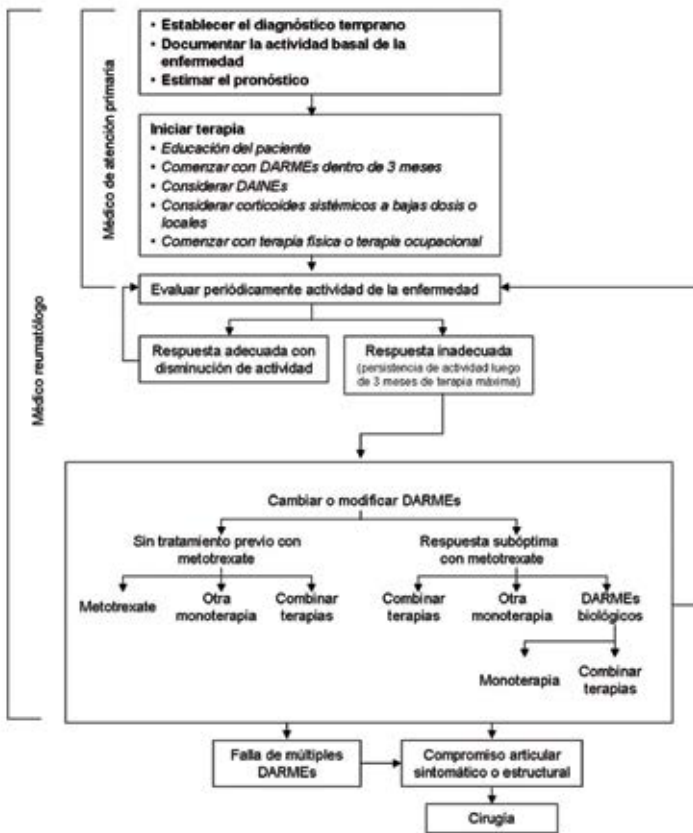 • Establecer el diagnóstico temprano
• Documentar la actividad basal de la
enfermedad
• Estimar el pronóstico
Médico de atención primaria
Médico reumatólogo
Iniciar terapia
• Educación del paciente
• Comenzar con DARMEs dentro de 3 meses
• Considerar DAINEs
• Considerar corticoides sistémicos a bajas dosis o
locales
• Comenzar con terapia física o terapia ocupacional
Evaluar periódicamente actividad de la enfermedad
Respuesta adecuada con
disminución de actividad
Respuesta inadecuada
(persistencia de actividad luego
de 3 meses de terapia máxima)
Cambiar o modificar DARMEs
Sin tratamiento previo con
metotrexate
Respuesta subóptima
con metotrexate
Metotrexate
Otra
monoterapia
Combinar
terapias
Combinar
terapias
Otra
monoterapia
DARMEs
biológicos
Monoterapia
Combinar
terapias
Falla de múltiples
DARMEs
Compromiso articular
sintomático o estructural
Cirugía